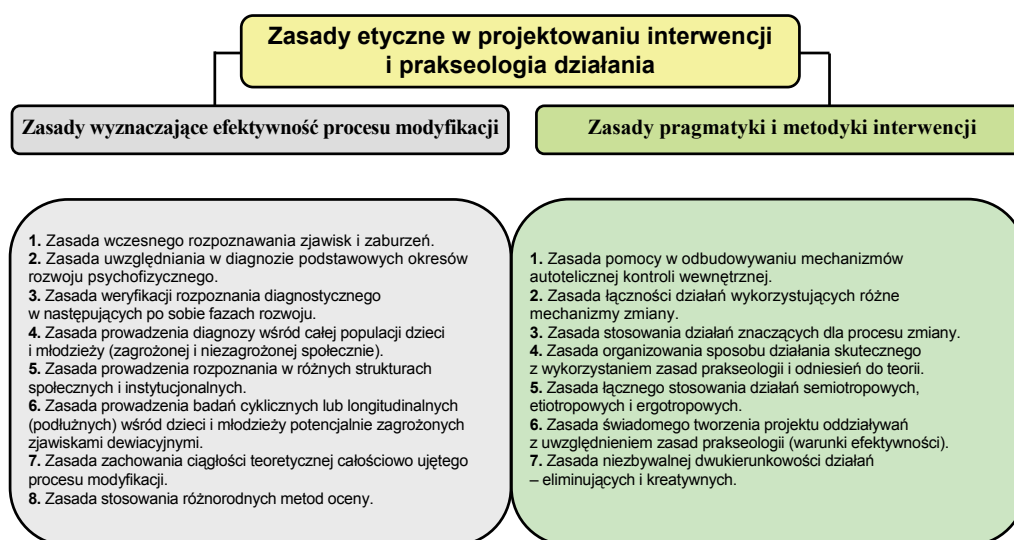 Zasady etyczne w projektowaniu interwencji
i prakseologia działania
Zasady wyznaczające efektywność procesu modyfikacji
1. Zasada wczesnego rozpoznawania zjawisk i zaburzeń.
2. Zasada uwzględniania w diagnozie podstawowych okresów
rozwoju psychofizycznego.
3. Zasada weryfikacji rozpoznania diagnostycznego
w następujących po sobie fazach rozwoju.
4. Zasada prowadzenia diagnozy wśród całej populacji dzieci
i młodzieży (zagrożonej i niezagrożonej społecznie).
5. Zasada prowadzenia rozpoznania w różnych strukturach
społecznych i instytucjonalnych.
6. Zasada prowadzenia badań cyklicznych lub longitudinalnych
(podłużnych) wśród dzieci i młodzieży potencjalnie zagrożonych
zjawiskami dewiacyjnymi.
7. Zasada zachowania ciągłości teoretycznej całościowo ujętego
procesu modyfikacji.
8. Zasada stosowania różnorodnych metod oceny.
Zasady pragmatyki i metodyki interwencji
1. Zasada pomocy w odbudowywaniu mechanizmów
autotelicznej kontroli wewnętrznej.
2. Zasada łączności działań wykorzystujących różne
mechanizmy zmiany.
3. Zasada stosowania działań znaczących dla procesu zmiany.
4. Zasada organizowania sposobu działania skutecznego
z wykorzystaniem zasad prakseologii i odniesień do teorii.
5. Zasada łącznego stosowania działań semiotropowych,
etiotropowych i ergotropowych.
6. Zasada świadomego tworzenia projektu oddziaływań
z uwzględnieniem zasad prakseologii (warunki efektywności).
7. Zasada niezbywalnej dwukierunkowości działań
– eliminujących i kreatywnych.